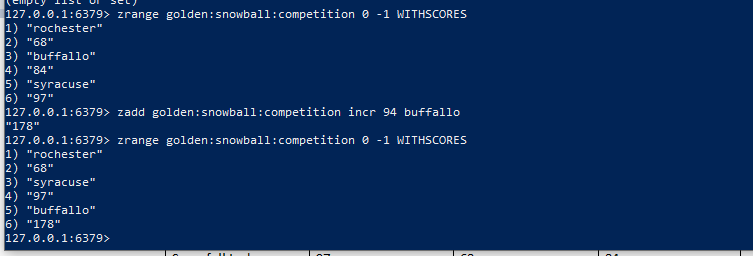 (empty list or set)
127.0.0.1:6379> zrange golden:snowball:competition 0 -1 WITHSCORES
1) "rochester"
2) "68"
3) "buffallo"
4) "84"
5) "syracuse"
6) "97"
127.0.0.1:6379> zadd golden:snowball:competition incr 94 buffallo
"178"
127.0.0.1:6379> zrange golden:snowball:competition 0 -1 WITHSCORES
1) "rochester"
2) "68"
3) "syracuse"
4) "97"
5) "buffallo"
6) "178"
127.0.0.1:6379>